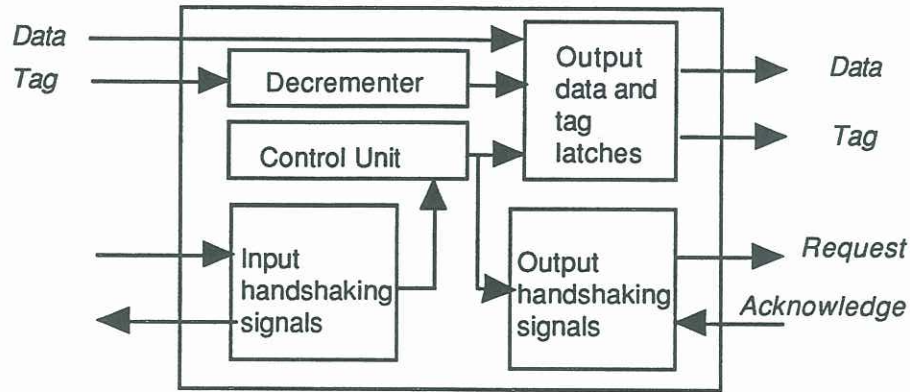 Data
Tag
Decrementer
Control Unit
Output
data and
tag
latches
Data
Tag
Input
handshaking
signals
Output
handshaking
signals
Request
Acknowledge